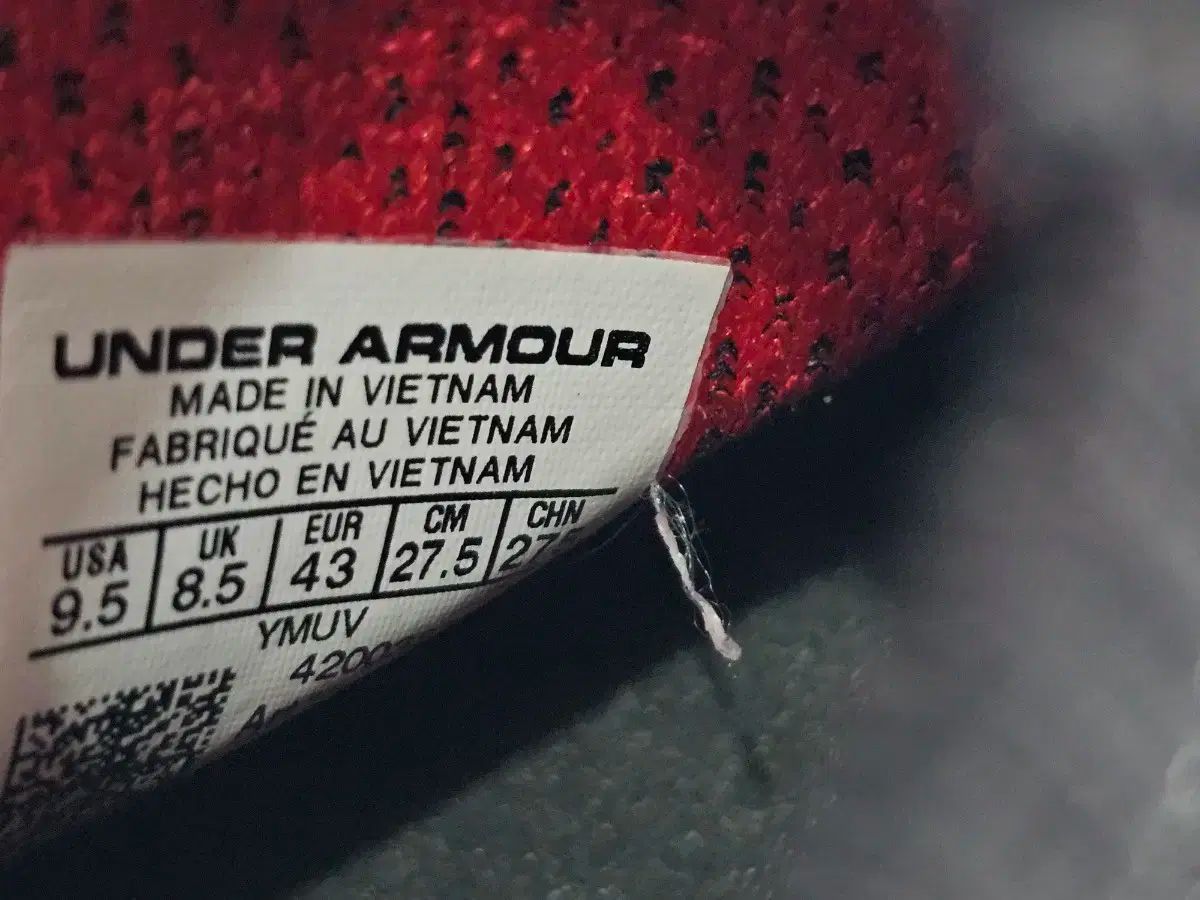 UNDER ARMOUR
MADE IN VIETNAM
FABRIQUÉ AU VIETNAM
HECHO EN VIETNAM
USA UK EUR CM CHN
9.5 8.5 43 27.5
YMUV